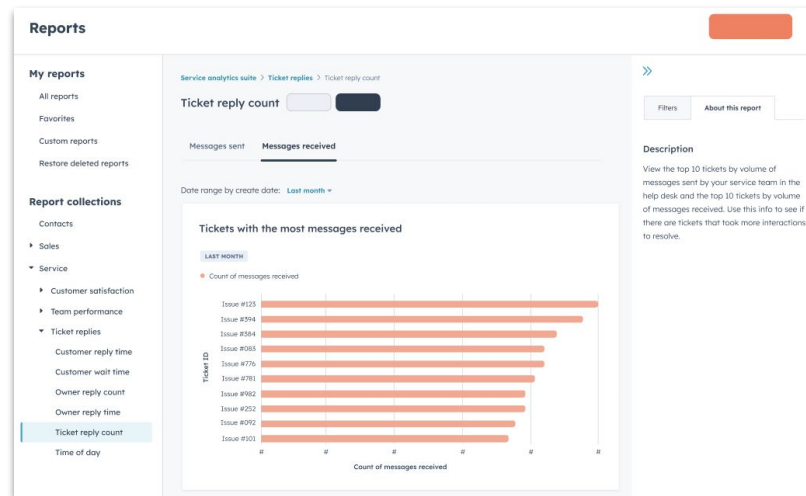 Reports
My reports
All reports
Favorites
Custom reports
Restore deleted reports
Report collections
Contacts
Sales
Service
Customer satisfaction
Team performance
Ticket replies
Customer reply time
Customer wait time
Owner reply count
Owner reply time
Ticket reply count
Time of day
Service analytics suite > Ticket replies > Ticket reply count
Ticket reply count
Messages sent Messages received
Date range by create date: Last month
Tickets with the most messages received
LAST MONTH
Count of messages received
Ticket ID
Issue #123
Issue #394
Issue #384
Issue #083
Issue #776
Issue #781
Issue #982
Issue #252
Issue #092
Issue #101
# # # # # #
Count of messages received
Filters About this report
Description
View the top 10 tickets by volume of
messages sent by your service team in the
help desk and the top 10 tickets by volume
of messages received. Use this info to see if
there are tickets that took more interactions
to resolve.